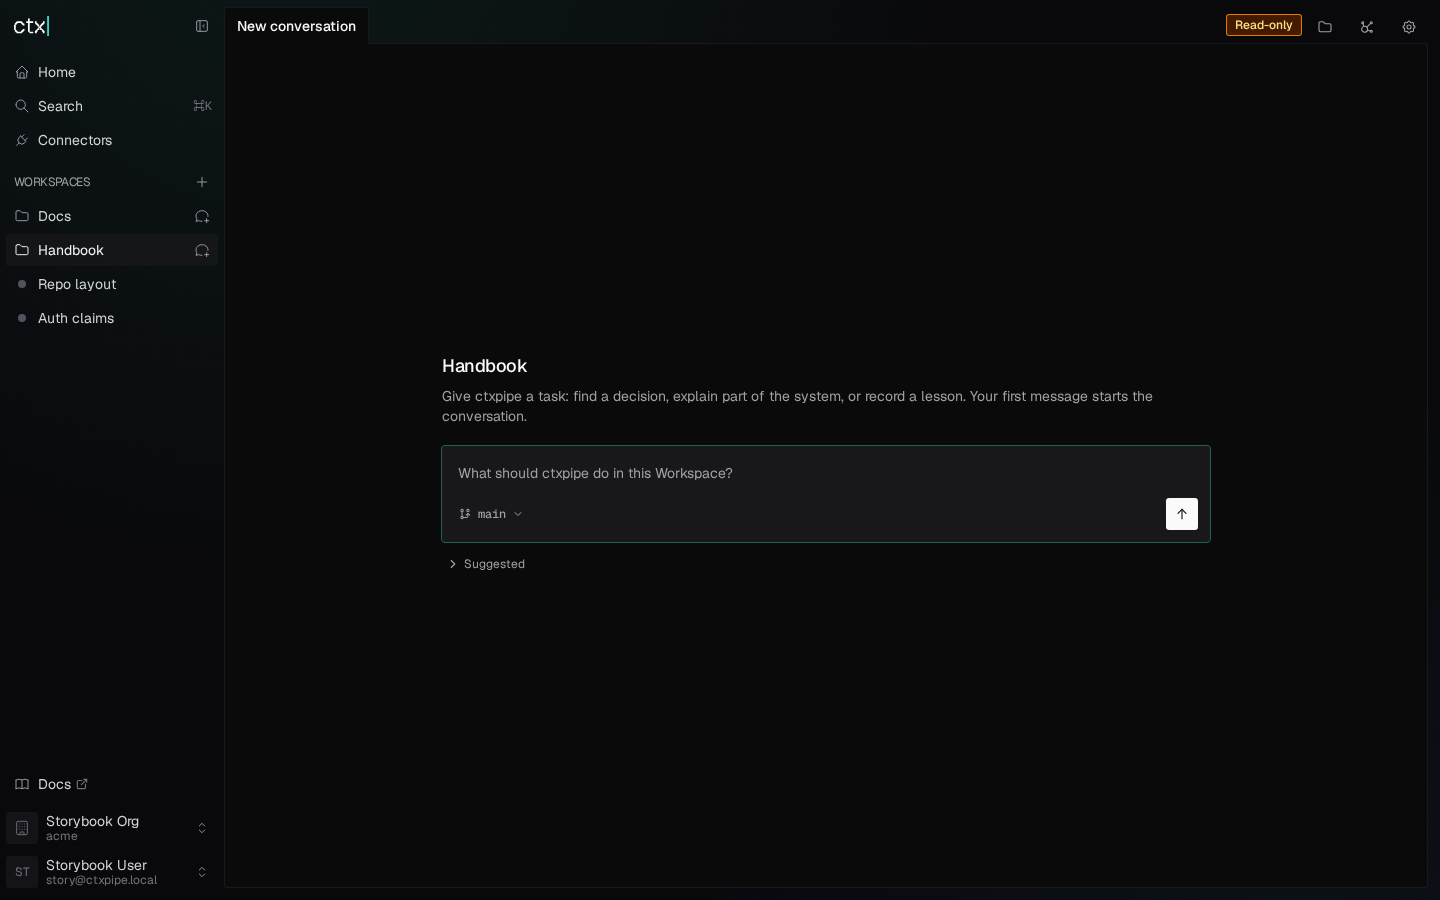 ctx
Home
Search ⌘K
Connectors
WORKSPACES
Docs
Handbook
Repo layout
Auth claims
Docs
Storybook Org
acme
ST
Storybook User
story@ctxpipe.local
New conversation
Read-only
Handbook
Give ctxpipe a task: find a decision, explain part of the system, or record a lesson. Your first message starts the
conversation.
What should ctxpipe do in this Workspace?
main
Suggested